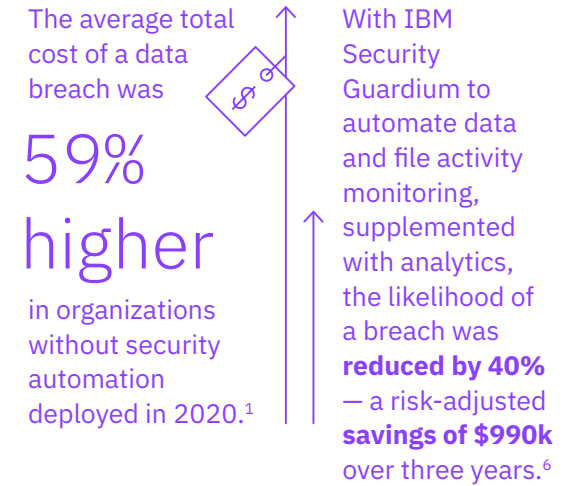 The average total
cost of a data
breach was
59%
higher
in organizations
without security
automation
deployed in 2020.1
$
With IBM
Security
Guardium to
automate data
and file activity
monitoring,
supplemented
with analytics,
the likelihood of
a breach was
reduced by 40%
— a risk-adjusted
savings of $990k
over three years.6